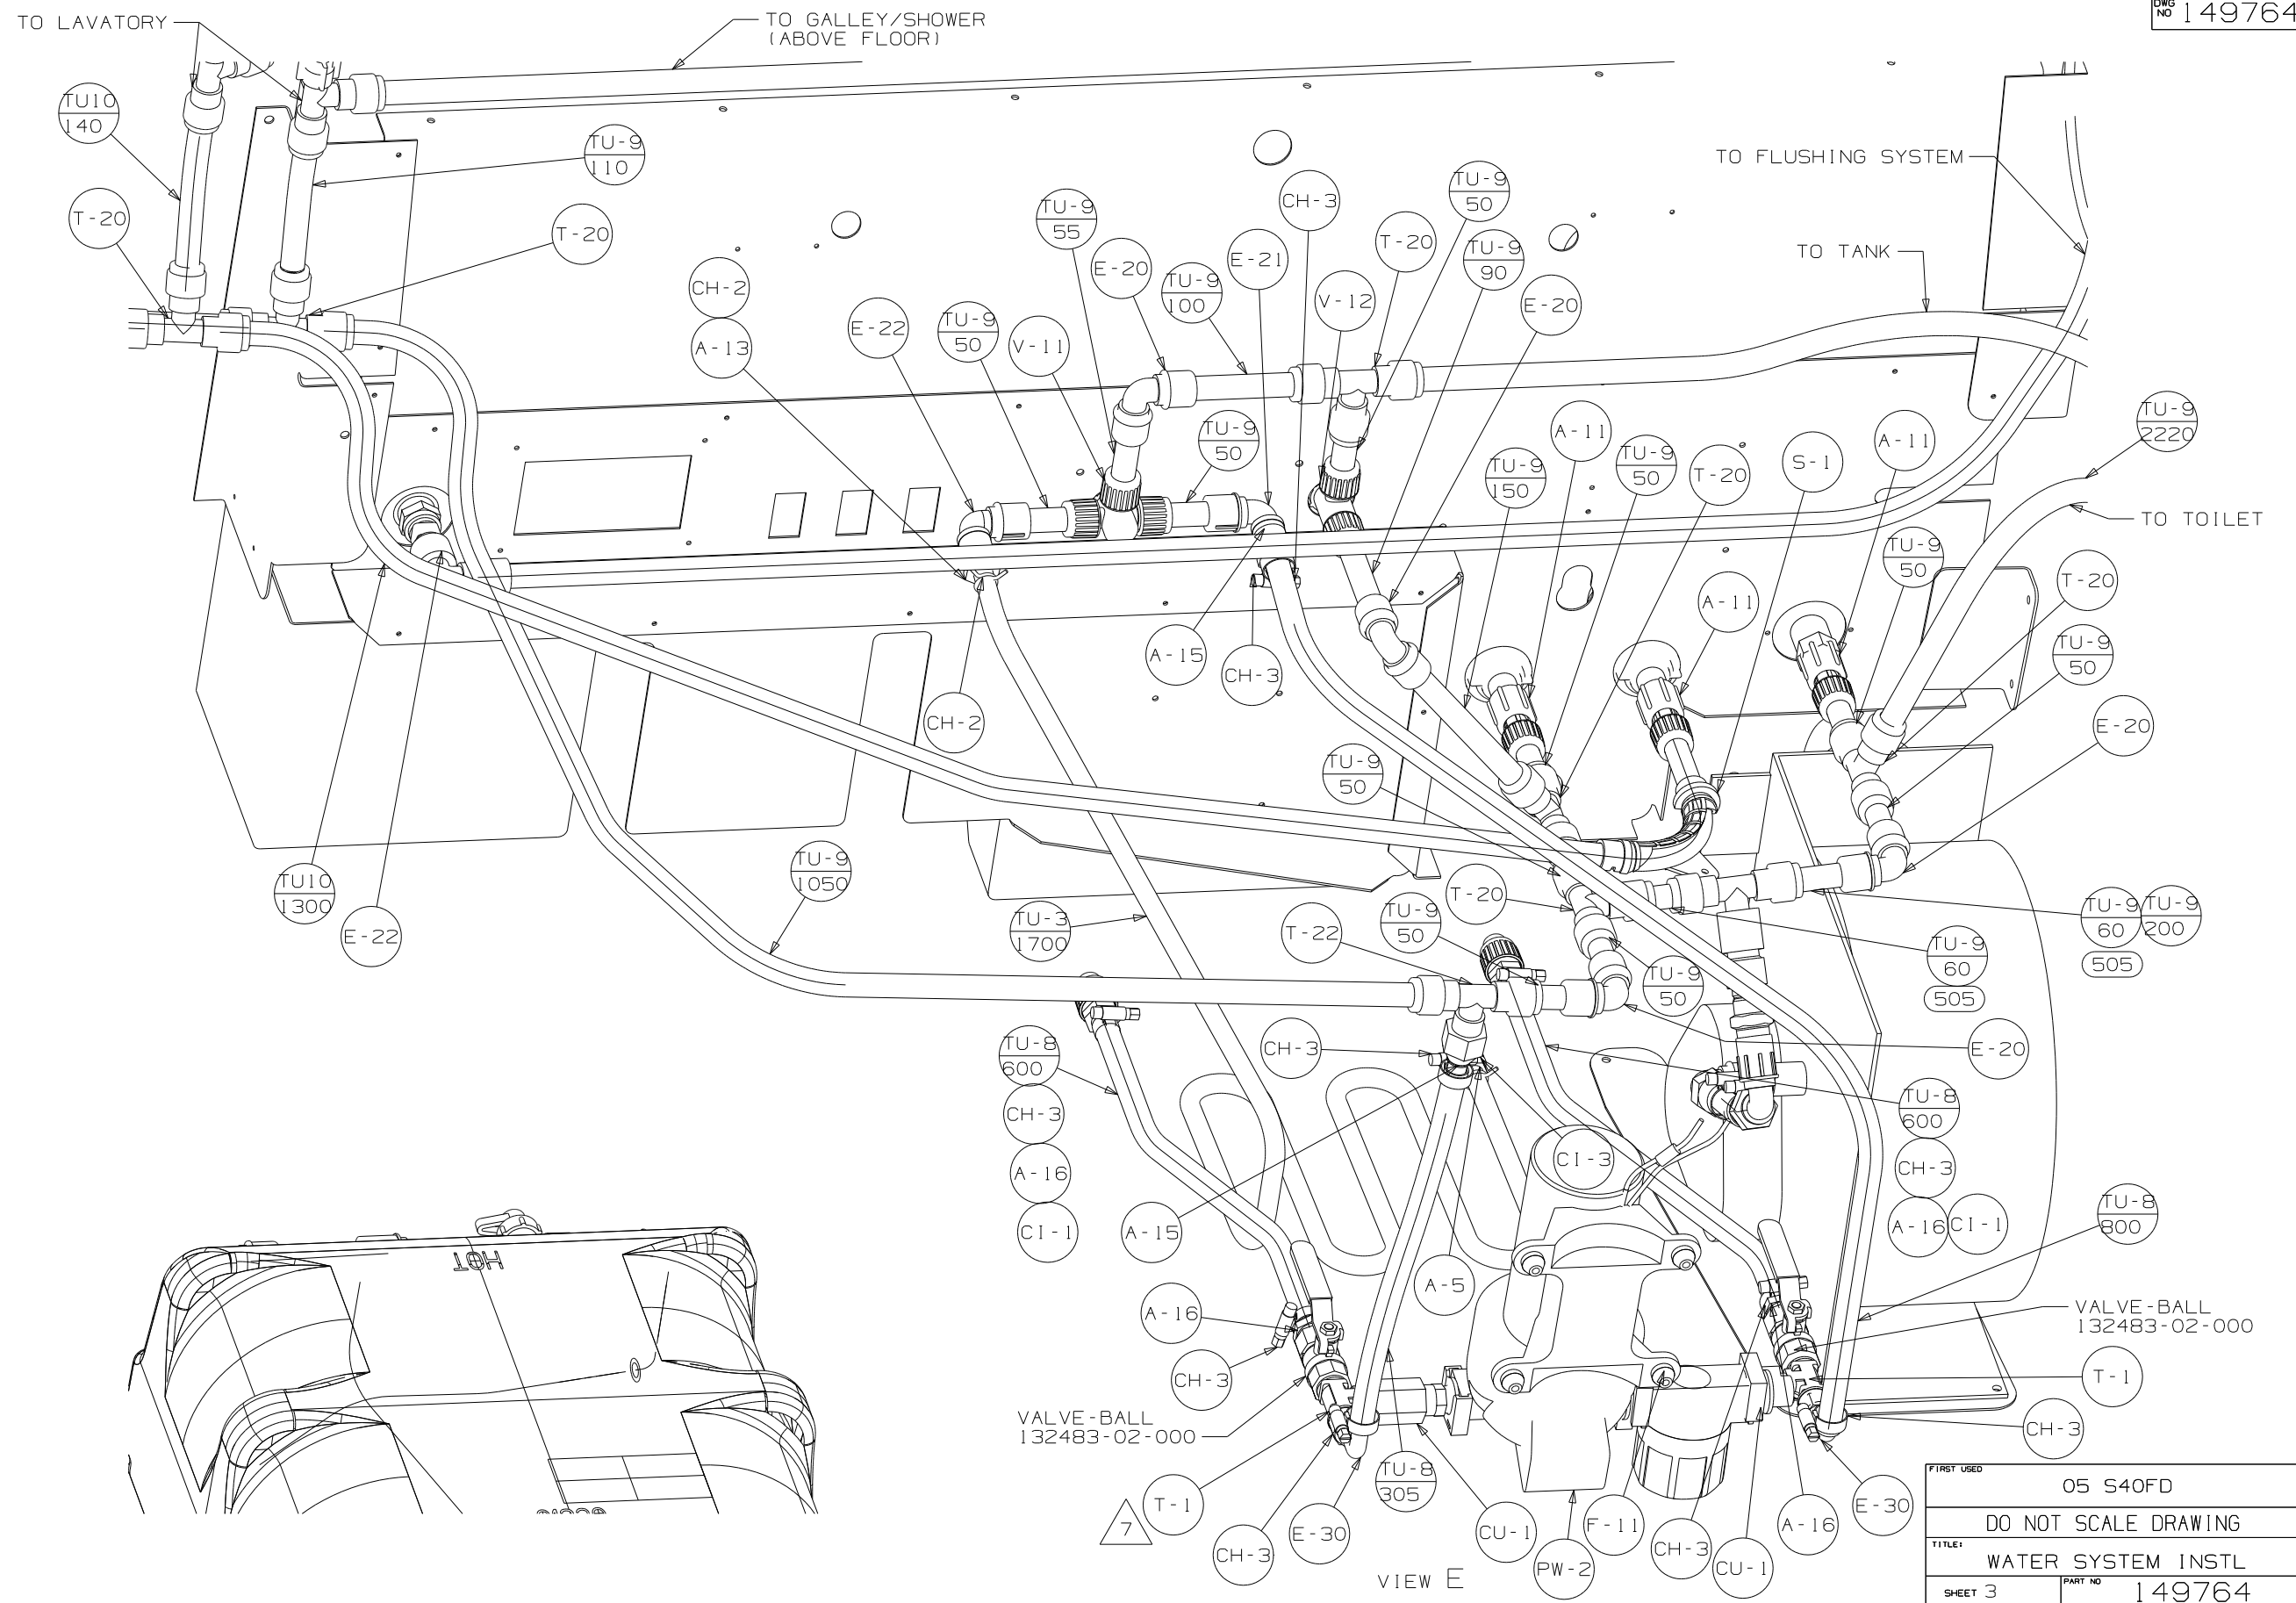 DWG NO 149764
TO LAVATORY
TO GALLEY/SHOWER
(ABOVE FLOOR)
TU10
140
TU-9
110
T-20
T-20
TO FLUSHING SYSTEM
TO TANK
TU-9
50
CH-3
TU-9
55
T-20
TU-9
90
E-20
E-21
TU-9
100
V-12
E-20
CH-2
A-13
E-22
TU-9
50
V-11
TU-9
50
TU-9
150
A-11
TU-9
50
T-20
S-1
A-11
TU-9
2220
TO TOILET
TU-9
50
T-20
A-11
TU-9
50
A-15
CH-3
CH-2
E-20
TU-9
50
TU10
1300
E-22
TU-9
1050
TU-3
1700
T-22
TU-9
50
T-20
TU-9
50
TU-9
60
505
TU-9
60
TU-9
200
505
E-20
TU-8
600
CH-3
A-16
CI-1
CH-3
A-15
CI-3
A-5
TU-8
600
CH-3
A-16
CI-1
TU-8
800
HOT
A-16
CH-3
VALVE-BALL
132483-02-000
VALVE-BALL
132483-02-000
T-1
CH-3
7
T-1
CH-3
E-30
TU-8
305
CU-1
PW-2
F-11
CH-3
CU-1
A-16
E-30
VIEW E
FIRST USED
05 S40FD
DO NOT SCALE DRAWING
TITLE:
WATER SYSTEM INSTL
SHEET 3
PART NO 149764